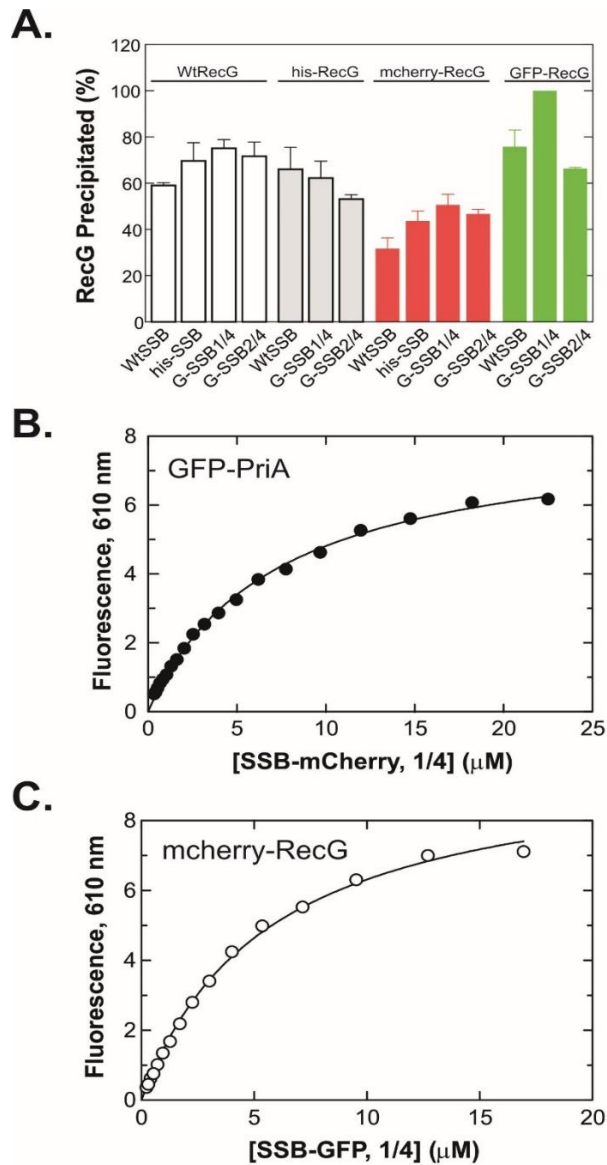 A.
120
100
80
60
40
20
0
RecG Precipitated (%)
WtRecG his-RecG mcherry-RecG GFP-RecG
WtSSB his-SSB G-SSB1/4 G-SSB2/4 WtSSB G-SSB1/4 G-SSB2/4 WtSSB his-SSB G-SSB1/4 G-SSB2/4 WtSSB G-SSB1/4 G-SSB2/4
B.
8
6
4
2
0
Fluorescence, 610 nm
GFP-PriA
0 5 10 15 20 25
[SSB-mCherry, 1/4] (μM)
C.
8
6
4
2
0
Fluorescence, 610 nm
mcherry-RecG
0 5 10 15 20
[SSB-GFP, 1/4] (μM)